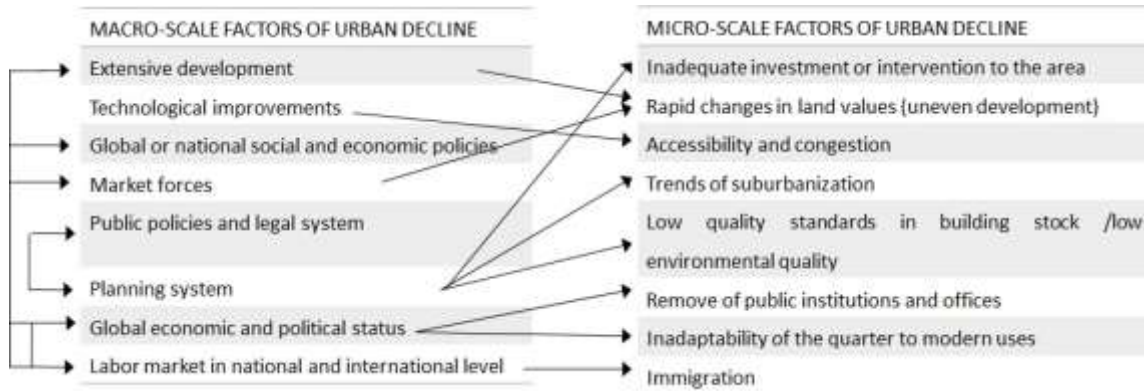 MACRO-SCALE FACTORS OF URBAN DECLINE
Extensive development
Technological improvements
Global or national social and economic policies
Market forces
Public policies and legal system
Planning system
Global economic and political status
Labor market in national and international level
MICRO-SCALE FACTORS OF URBAN DECLINE
Inadequate investment or intervention to the area
Rapid changes in land values (uneven development)
Accessibility and congestion
Trends of suburbanization
Low quality standards in building stock /low
environmental quality
Remove of public institutions and offices
Inadaptability of the quarter to modern uses
Immigration